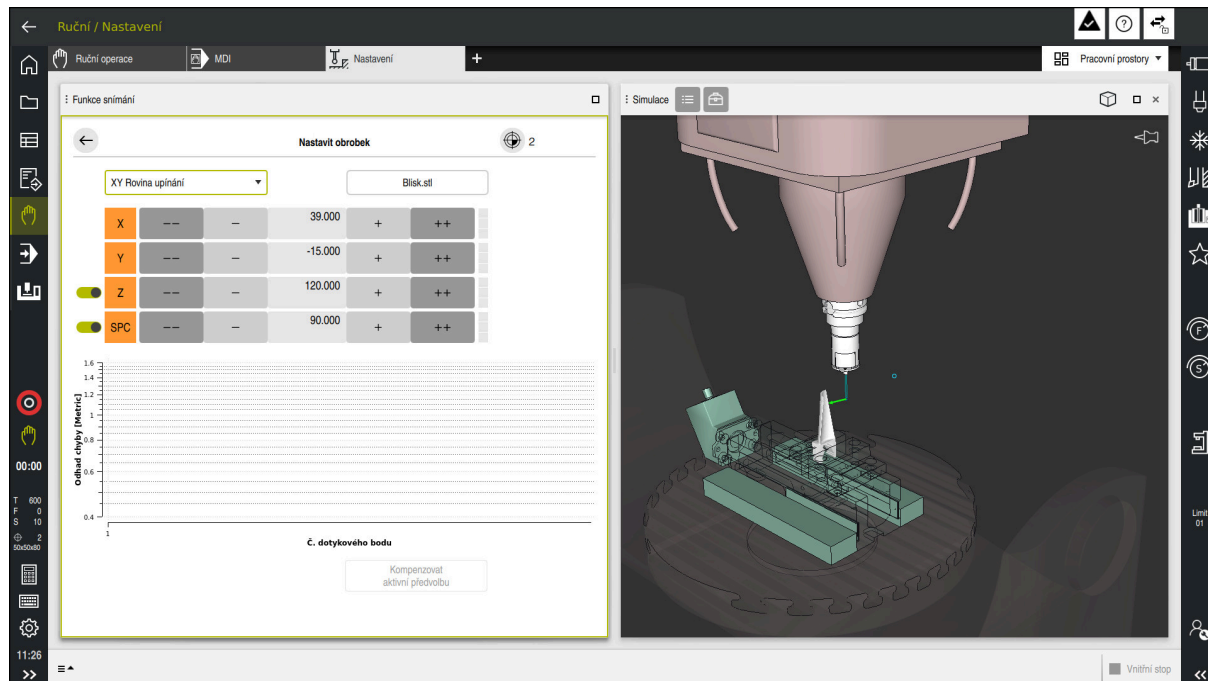 Ruční / Nastavení
Ruční operace
MDI
Nastavení
+
Pracovní prostory
Funkce snímání
Simulace
Nastavit obrobek
2
XY Rovina upínání
Blisk.stl
X -- - 39.000 + ++
Y -- - -15.000 + ++
Z -- - 120.000 + ++
SPC -- - 90.000 + ++
Odhad chyby [Metric]
1.6
1.4
1.2
1
0.8
0.6
0.4
1
Č. dotykového bodu
Kompenzovat
aktivní předvolbu
00:00
T 600
F 0
S 10
2
50x50x80
11:26
F
S
Limit
01
Vnitřní stop